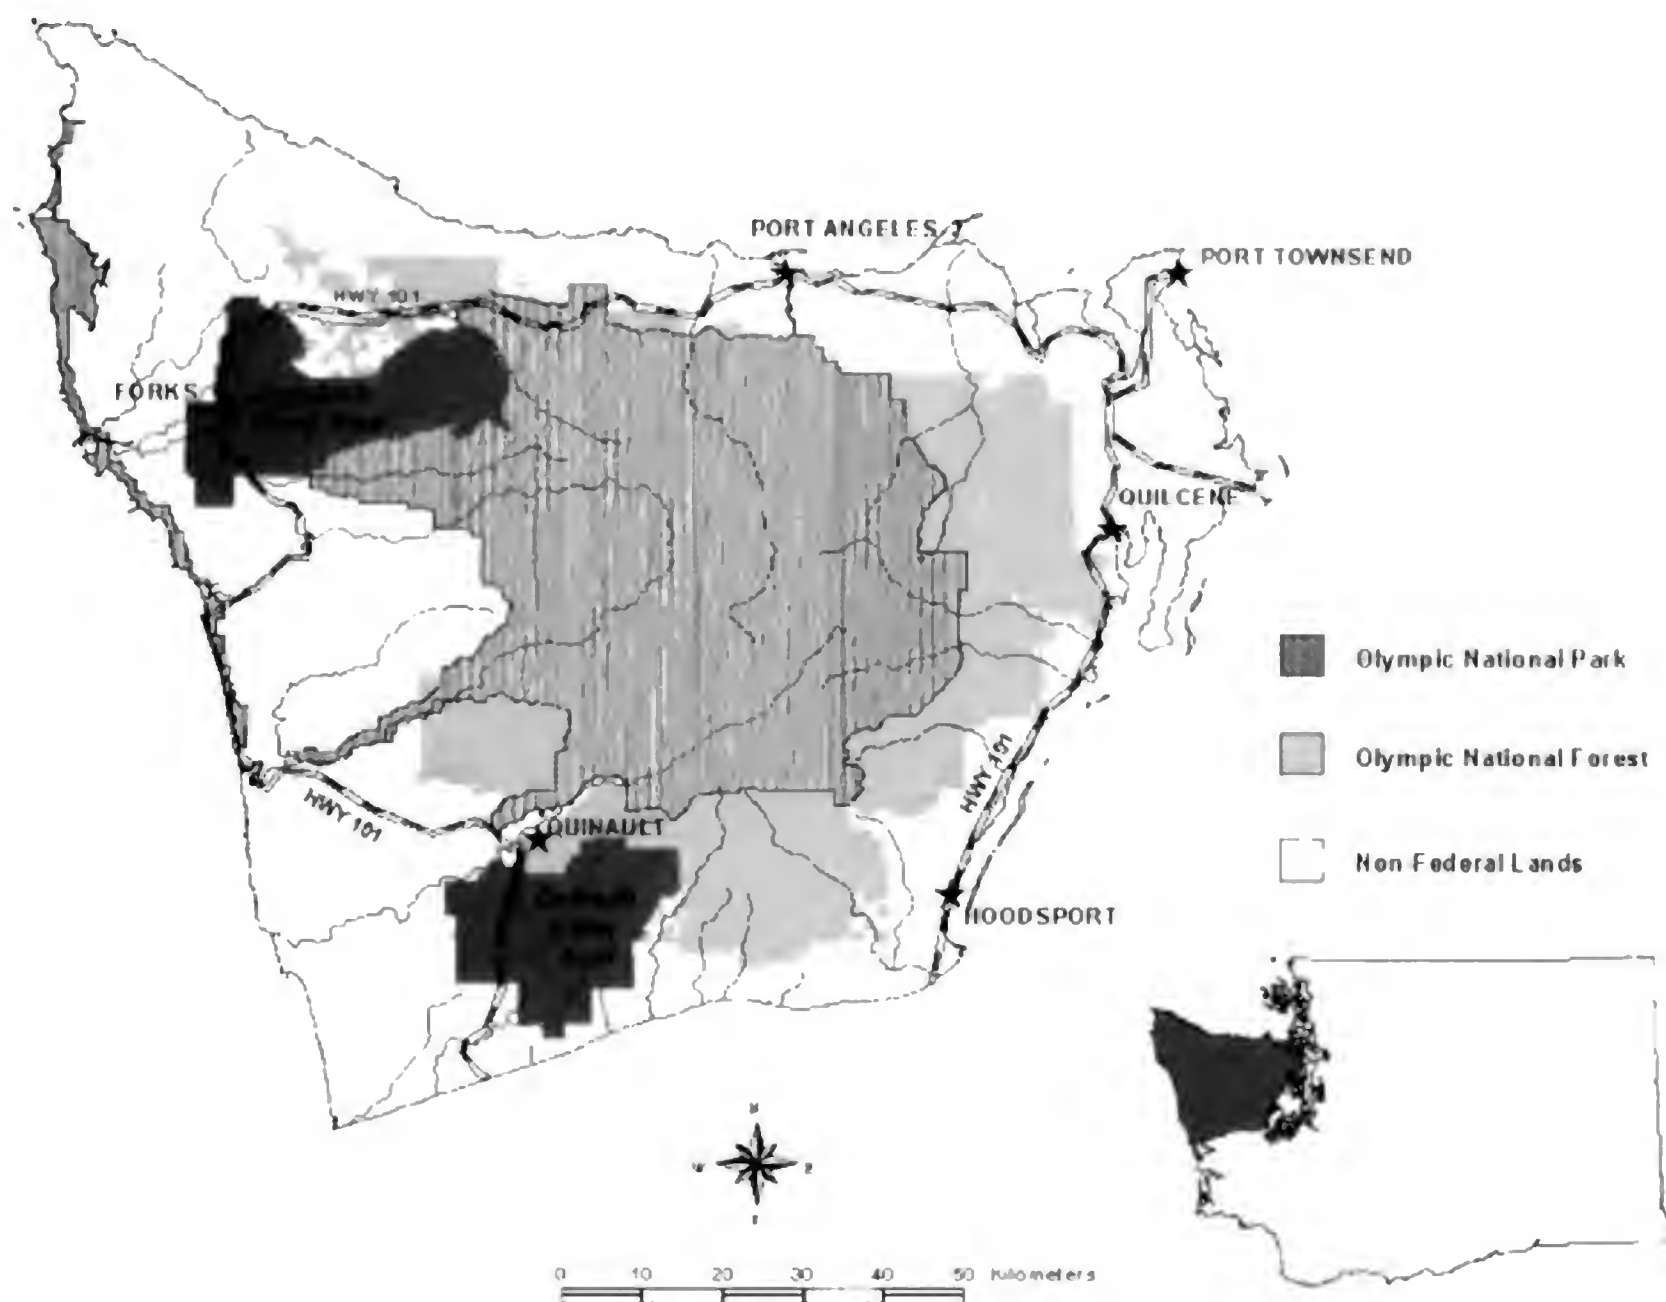 PORT ANGELES
PORT TOWNSEND
HWY 101
FORKS
QUILCENE
Olympic National Park
Olympic National Forest
HWY 101
HWY 101
QUINAULT
Non Federal Lands
HOODSPORT
N
W
0 10 20 30 40 50 Kilometers